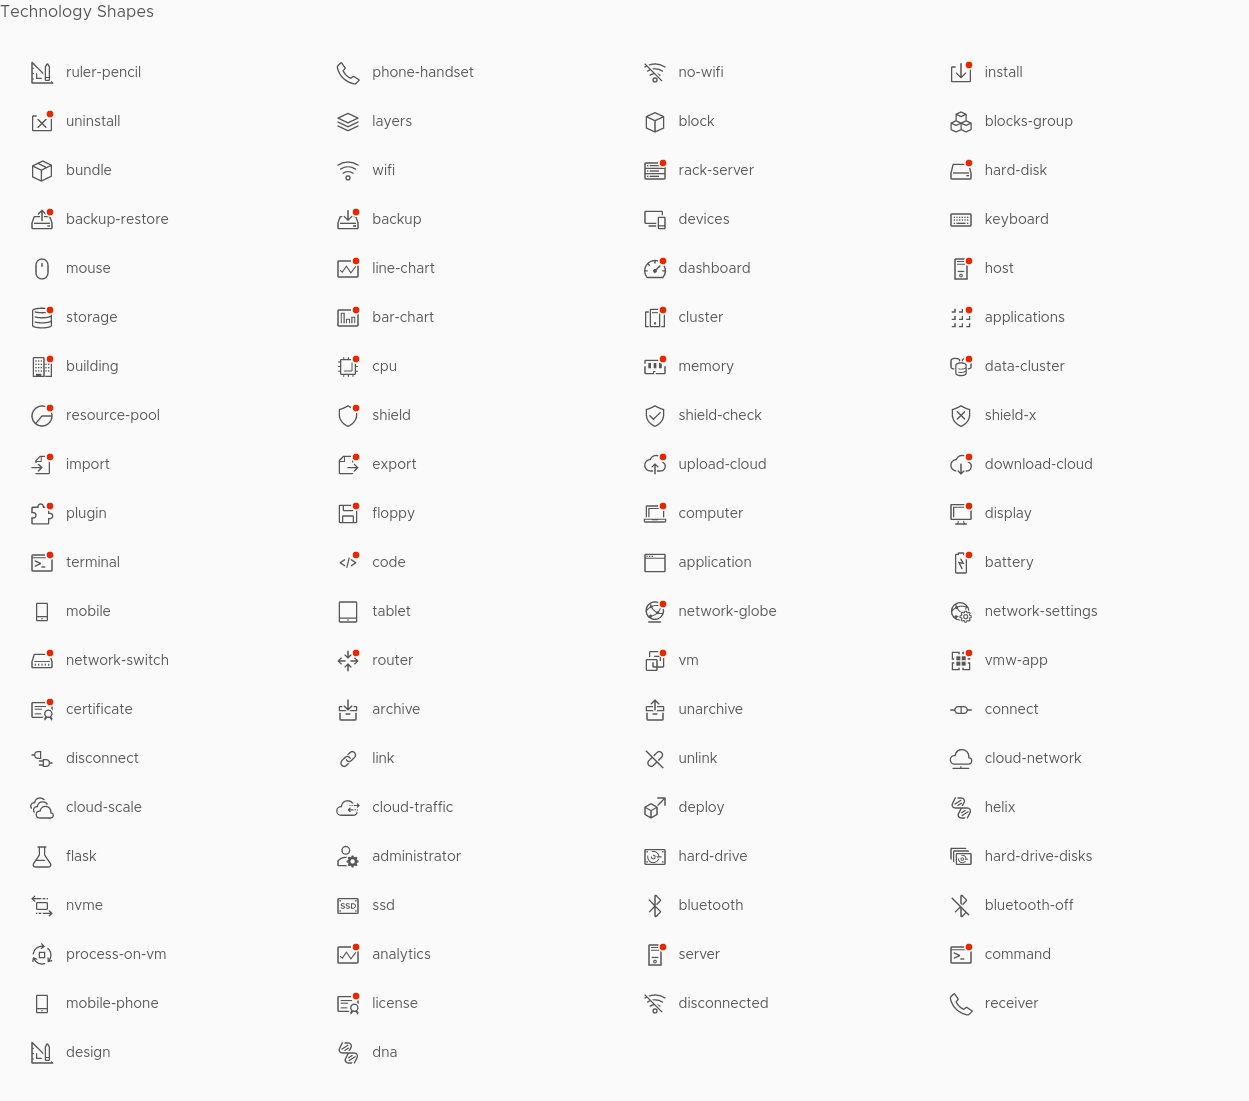 Technology Shapes
ruler-pencil phone-handset no-wifi install
uninstall layers block blocks-group
bundle wifi rack-server hard-disk
backup-restore backup devices keyboard
mouse line-chart dashboard host
storage bar-chart cluster applications
building cpu memory data-cluster
resource-pool shield shield-check shield-x
import export upload-cloud download-cloud
plugin floppy computer display
terminal code application battery
mobile tablet network-globe network-settings
network-switch router vm vmw-app
certificate archive unarchive connect
disconnect link unlink cloud-network
cloud-scale cloud-traffic deploy helix
flask administrator hard-drive hard-drive-disks
nvme SSD ssd bluetooth bluetooth-off
process-on-vm analytics server command
mobile-phone license disconnected receiver
design dna